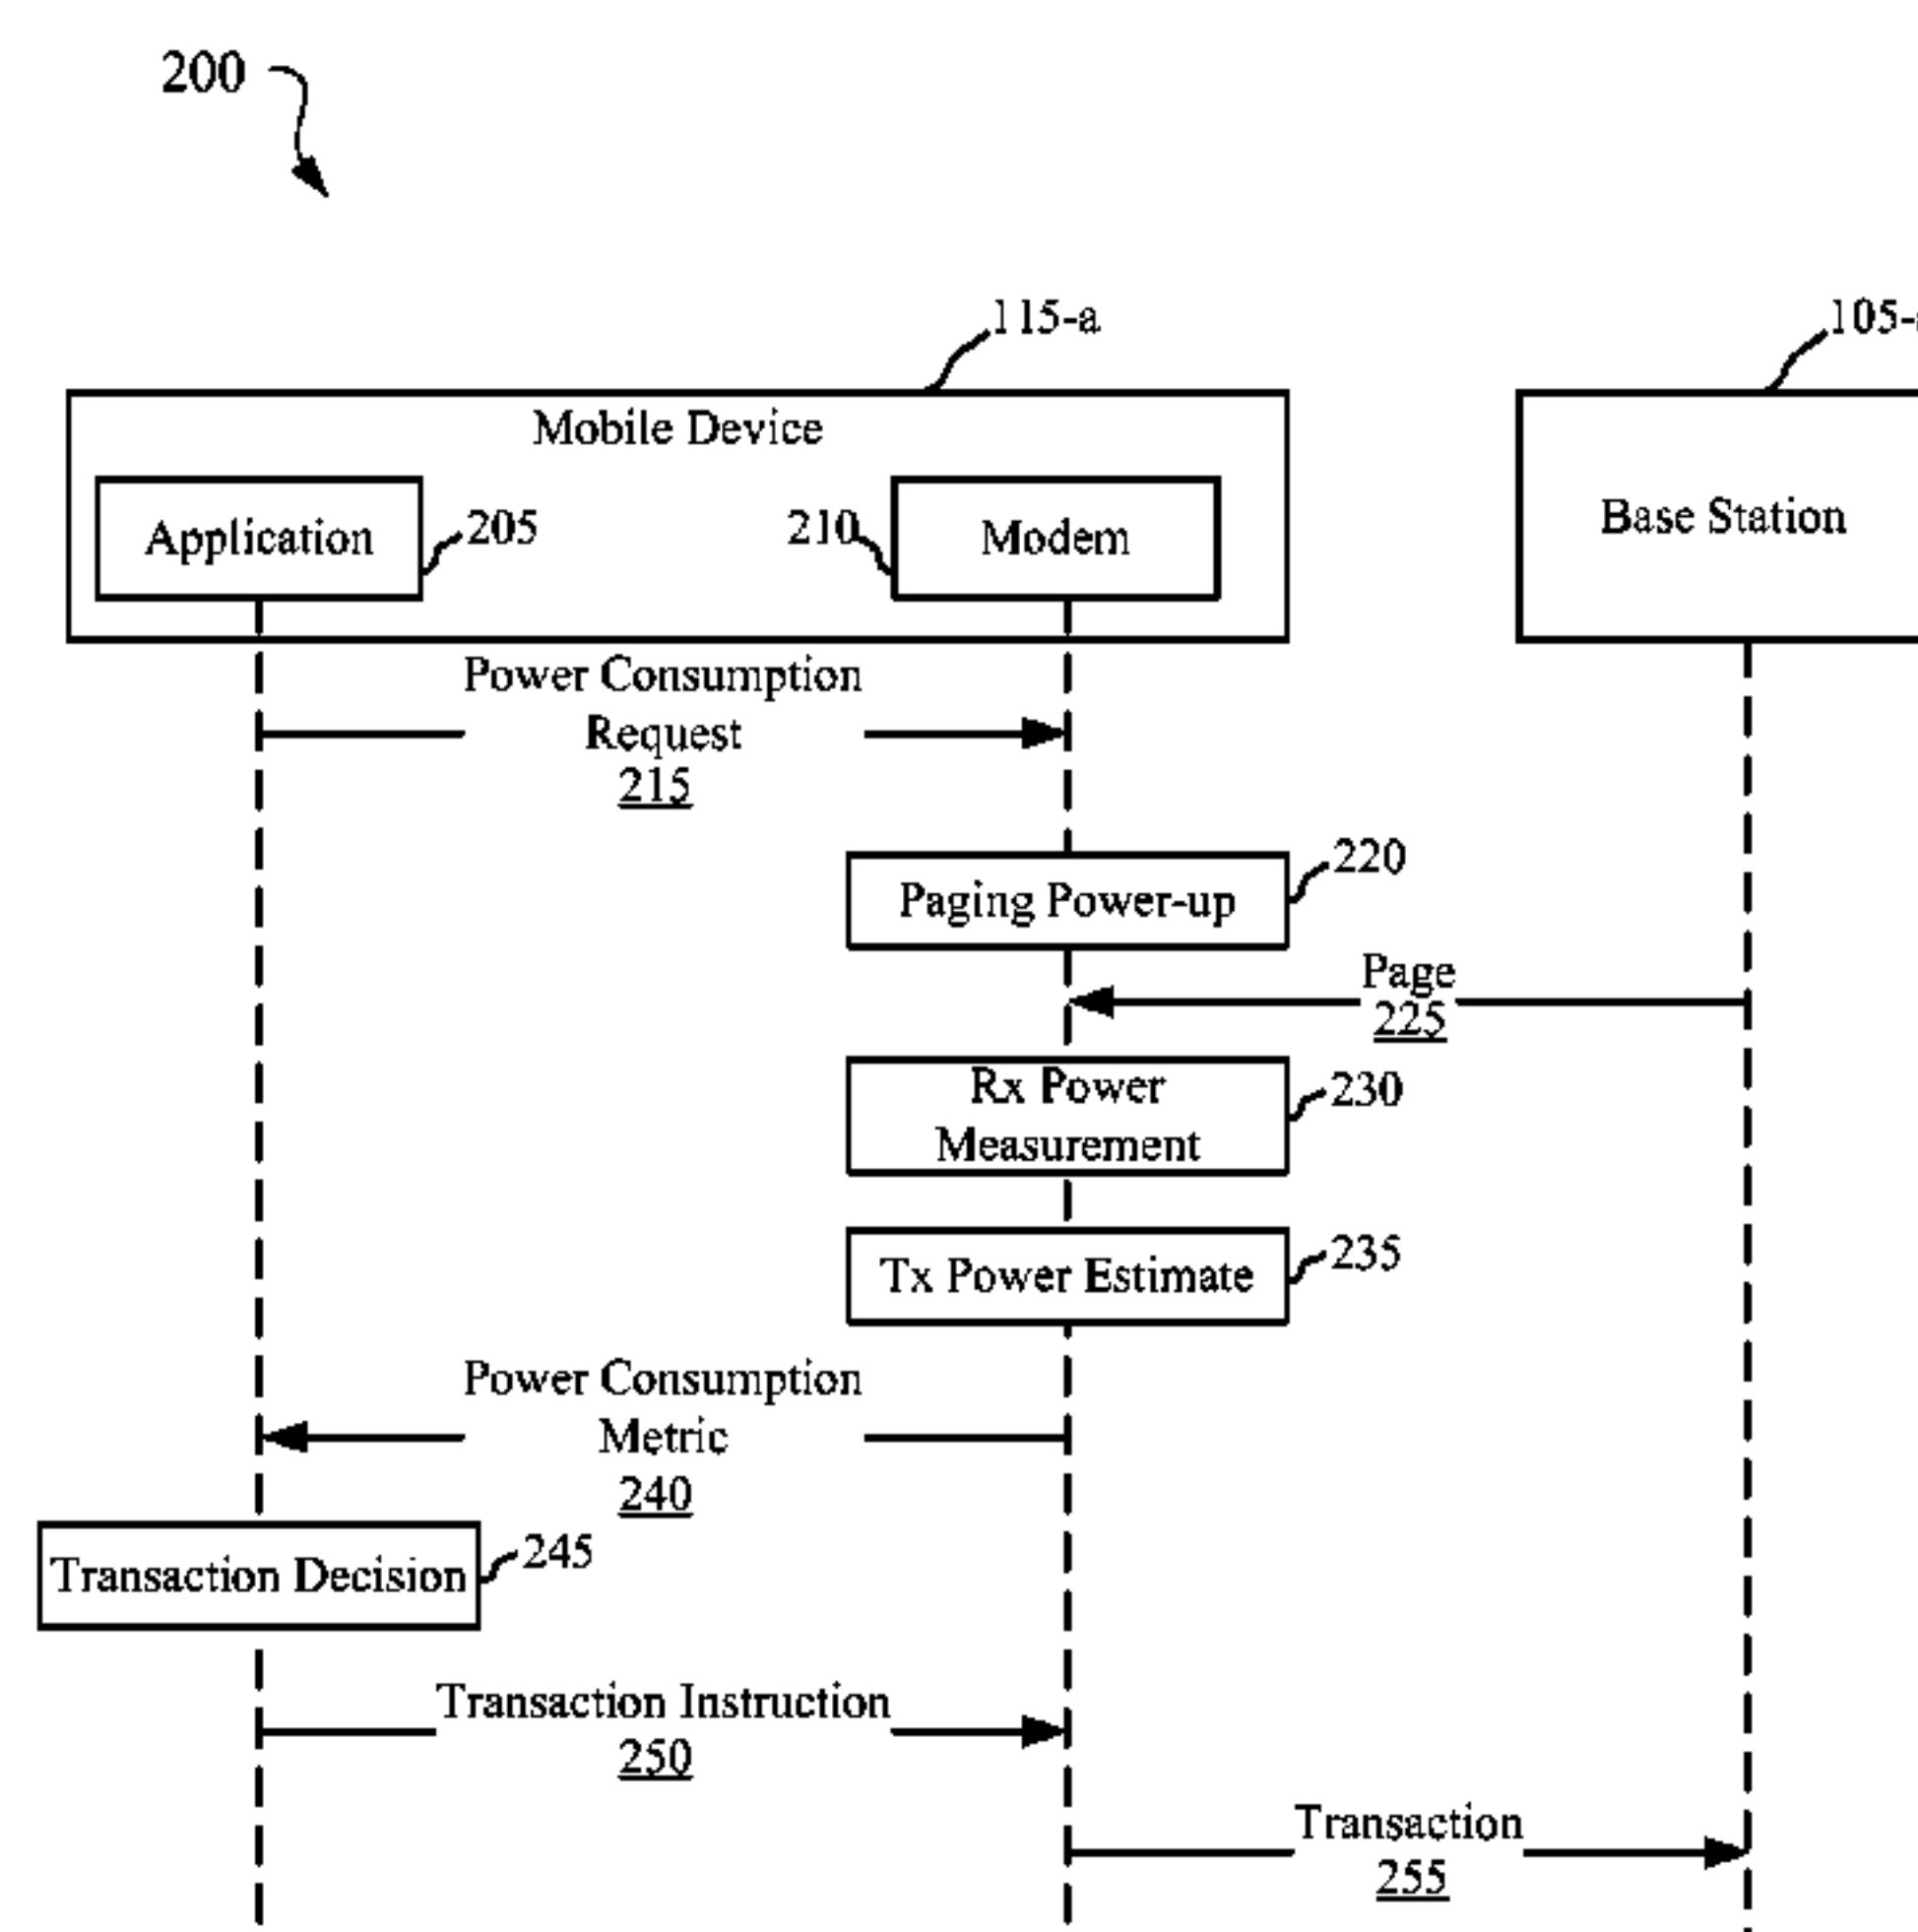 200
115-a
105-
Mobile Device
Application
205
210
Modem
Base Station
Power Consumption
Request
215
220
Paging Power-up
Page
225
Rx Power
Measurement
230
Tx Power Estimate
235
Power Consumption
Metric
240
Transaction Decision
245
Transaction Instruction
250
Transaction
255